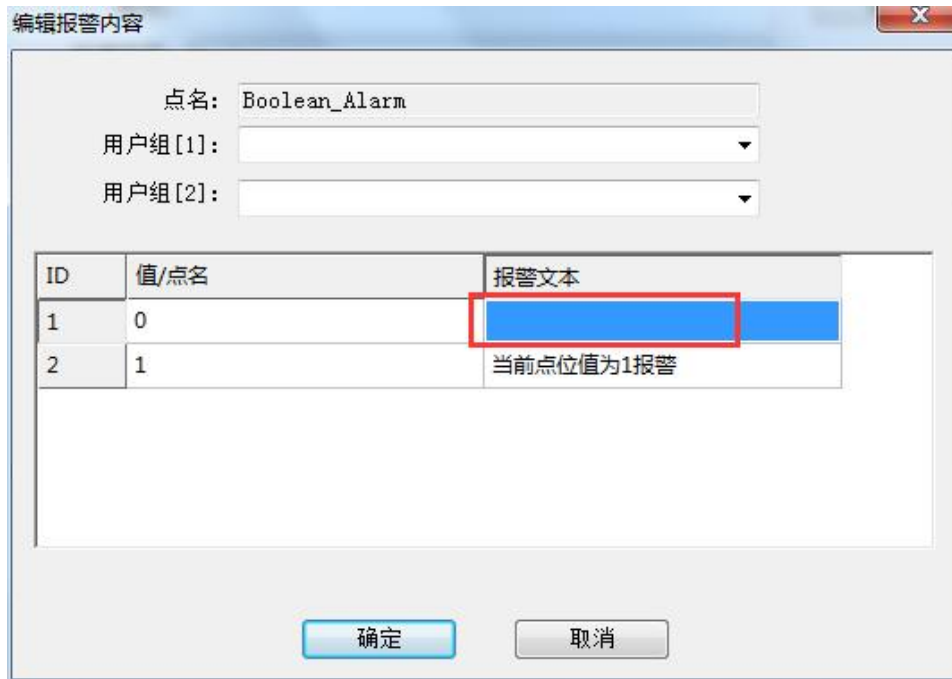 编辑报警内容
点名: Boolean_Alarm
用户组[1]:
用户组[2]:
ID 值/点名 报警文本
1 0
2 1 当前点位值为1报警
确定 取消